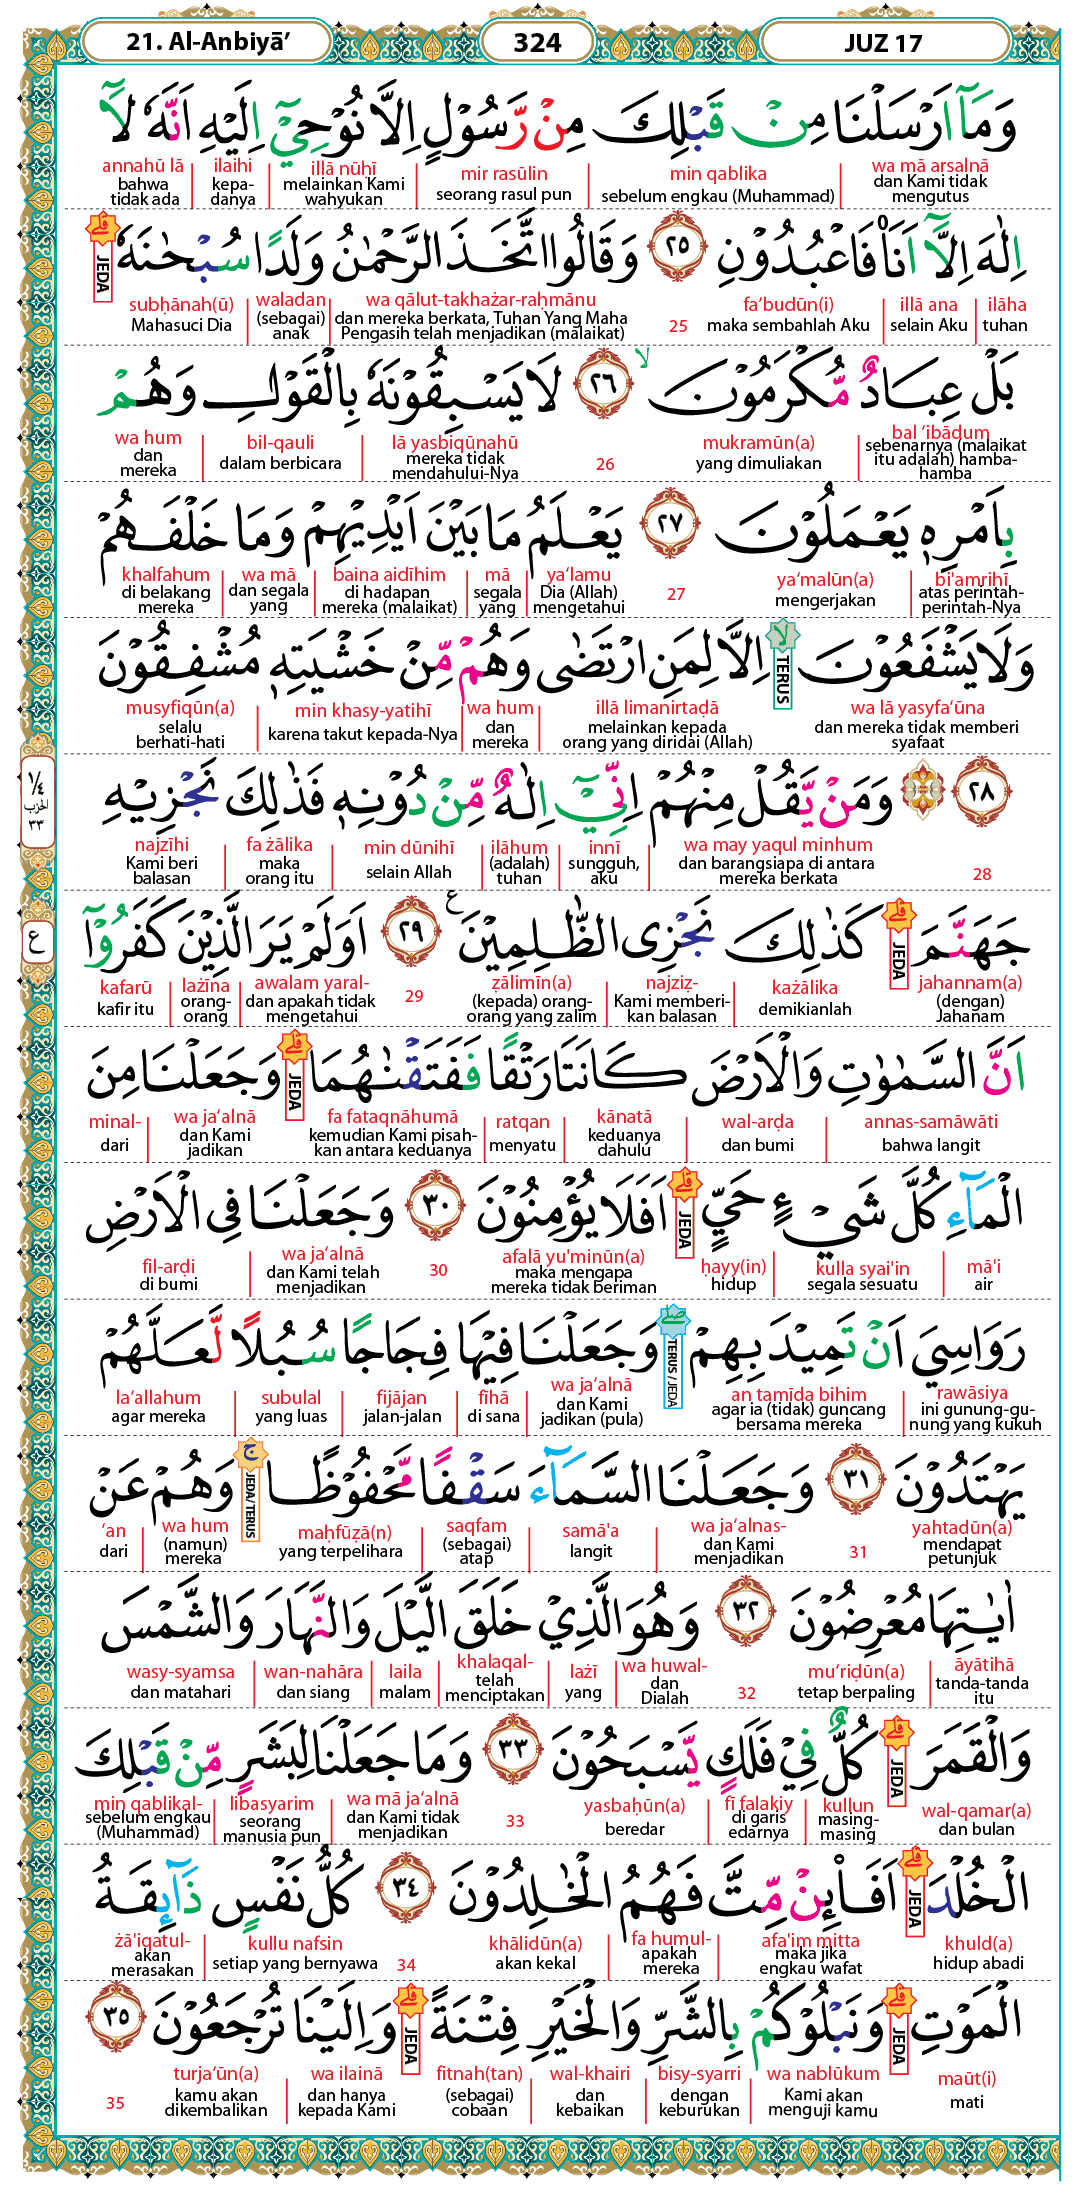 21. Al-Anbiyā’ 324 JUZ 17
وَمَآ اَرْسَلْنَا مِنْ قَبْلِكَ مِنْ رَّسُوْلٍ اِلَّا نُوْحِيْٓ اِلَيْهِ اَنَّهٗ لَآ
wa mā arsalnā min qablika mir rasūlin illā nūḥī ilaihi annahū lā
dan Kami tidak mengutus sebelum engkau (Muhammad) seorang rasul pun melainkan Kami wahyukan kepa-danya bahwa tidak ada
اِلٰهَ اِلَّآ اَنَا۠ فَاعْبُدُوْنِ ٢٥ وَقَالُوا اتَّخَذَ الرَّحْمٰنُ وَلَدًا سُبْحٰنَهٗ ۗ JEDA
ilāha illā ana fa‘budūn(i) wa qālut-takhażar-raḥmānu waladan subḥānah(ū)
tuhan selain Aku maka sembahlah Aku 25 dan mereka berkata, Tuhan Yang Maha Pengasih telah menjadikan (malaikat) (sebagai) anak Mahasuci Dia
بَلْ عِبَادٌ مُّكْرَمُوْنَ ۙ ٢٦ لَا يَسْبِقُوْنَهٗ بِالْقَوْلِ وَهُمْ
bal ‘ibādum mukramūn(a) lā yasbiqūnahū bil-qauli wa hum
sebenarnya (malaikat itu adalah) hamba-hamba yang dimuliakan 26 mereka tidak mendahului-Nya dalam berbicara dan mereka
بِاَمْرِهٖ يَعْمَلُوْنَ ٢٧ يَعْلَمُ مَا بَيْنَ اَيْدِيْهِمْ وَمَا خَلْفَهُمْ
bi'amrihī ya‘malūn(a) ya‘lamu mā baina aidīhim wa mā khalfahum
atas perintah-perintah-Nya mengerjakan 27 Dia (Allah) mengetahui segala yang di hadapan mereka (malaikat) dan segala yang di belakang mereka
وَلَا يَشْفَعُوْنَ ۙ TERUS اِلَّا لِمَنِ ارْتَضٰى وَهُمْ مِّنْ خَشْيَتِهٖ مُشْفِقُوْنَ
wa lā yasyfa‘ūna illā limanirtaḍā wa hum min khasy-yatihī musyfiqūn(a)
dan mereka tidak memberi syafaat melainkan kepada orang yang diridai (Allah) dan mereka karena takut kepada-Nya selalu berhati-hati
٢٨ ۞ وَمَنْ يَّقُلْ مِنْهُمْ اِنِّيْٓ اِلٰهٌ مِّنْ دُوْنِهٖ فَذٰلِكَ نَجْزِيْهِ
wa may yaqul minhum innī ilāhum min dūnihī fa żālika najzīhi
28 dan barangsiapa di antara mereka berkata sungguh, aku (adalah) tuhan selain Allah maka orang itu Kami beri balasan
¼ الحزب ٣٣
جَهَنَّمَ ۗ JEDA كَذٰلِكَ نَجْزِى الظّٰلِمِيْنَ ࣖ ٢٩ اَوَلَمْ يَرَ الَّذِيْنَ كَفَرُوْٓا
jahannam(a) każālika najziẓ- ẓālimīn(a) awalam yaral- lażīna kafarū
(dengan) Jahanam demikianlah Kami memberi-kan balasan (kepada) orang-orang yang zalim 29 dan apakah tidak mengetahui orang-orang kafir itu
ع
اَنَّ السَّمٰوٰتِ وَالْاَرْضَ كَانَتَا رَتْقًا فَفَتَقْنٰهُمَا ۗ JEDA وَجَعَلْنَا مِنَ
annas-samāwāti wal-arḍa kānatā ratqan fa fataqnāhumā wa ja‘alnā minal-
bahwa langit dan bumi keduanya dahulu menyatu kemudian Kami pisah-kan antara keduanya dan Kami jadikan dari
الْمَاۤءِ كُلَّ شَيْءٍ حَيٍّ ۗ JEDA اَفَلَا يُؤْمِنُوْنَ ٣٠ وَجَعَلْنَا فِى الْاَرْضِ
mā'i kulla syai'in ḥayy(in) afalā yu'minūn(a) wa ja‘alnā fil-arḍi
air segala sesuatu hidup maka mengapa mereka tidak beriman 30 dan Kami telah menjadikan di bumi
رَوَاسِيَ اَنْ تَمِيْدَ بِهِمْ ۖ TERUS / JEDA وَجَعَلْنَا فِيْهَا فِجَاجًا سُبُلًا لَّعَلَّهُمْ
rawāsiya an tamīda bihim wa ja‘alnā fīhā fijājan subulal la‘allahum
ini gunung-gu-nung yang kukuh agar ia (tidak) guncang bersama mereka dan Kami jadikan (pula) di sana jalan-jalan yang luas agar mereka
يَهْتَدُوْنَ ٣١ وَجَعَلْنَا السَّمَاۤءَ سَقْفًا مَّحْفُوْظًا ۚ JEDA/ TERUS وَهُمْ عَنْ
yahtadūn(a) wa ja‘alnas- samā'a saqfam maḥfūẓā(n) wa hum ‘an
mendapat petunjuk 31 dan Kami menjadikan langit (sebagai) atap yang terpelihara (namun) mereka dari
اٰيٰتِهَا مُعْرِضُوْنَ ٣٢ وَهُوَ الَّذِيْ خَلَقَ الَّيْلَ وَالنَّهَارَ وَالشَّمْسَ
āyātihā mu‘riḍūn(a) wa huwal- lażī khalaqal- laila wan-nahāra wasy-syamsa
tanda-tanda itu tetap berpaling 32 dan Dialah yang telah menciptakan malam dan siang dan matahari
وَالْقَمَرَ ۗ JEDA كُلٌّ فِيْ فَلَكٍ يَّسْبَحُوْنَ ٣٣ وَمَا جَعَلْنَا لِبَشَرٍ مِّنْ قَبْلِكَ
wal-qamar(a) kullun fī falakiy yasbaḥūn(a) wa mā ja‘alnā libasyarim min qablikal-
dan bulan masing-masing di garis edarnya beredar 33 dan Kami tidak menjadikan seorang manusia pun sebelum engkau (Muhammad)
الْخُلْدَ ۗ JEDA اَفَا۟ىِٕنْ مِّتَّ فَهُمُ الْخٰلِدُوْنَ ٣٤ كُلُّ نَفْسٍ ذَاۤىِٕقَةُ
khuld(a) afa'im mitta fa humul- khālidūn(a) kullu nafsin żā'iqatul-
hidup abadi maka jika engkau wafat apakah mereka akan kekal 34 setiap yang bernyawa akan merasakan
الْمَوْتِ ۗ JEDA وَنَبْلُوْكُمْ بِالشَّرِّ وَالْخَيْرِ فِتْنَةً ۗ JEDA وَاِلَيْنَا تُرْجَعُوْنَ ٣٥
maūt(i) wa nablūkum bisy-syarri wal-khairi fitnah(tan) wa ilainā turja‘ūn(a)
mati Kami akan menguji kamu dengan keburukan dan kebaikan (sebagai) cobaan dan hanya kepada Kami kamu akan dikembalikan 35